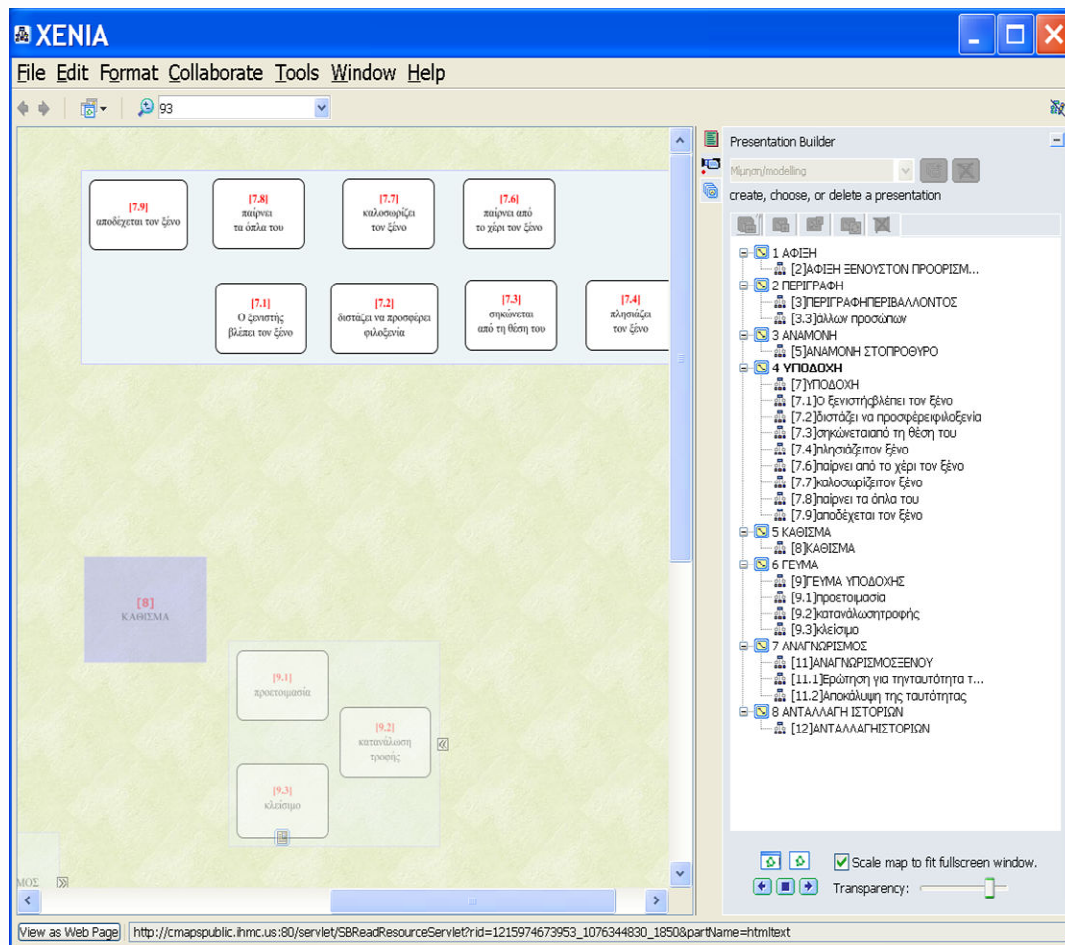 XENIA
File Edit Format Collaborate Tools Window Help
93
[7.9]
αποδέχεται τον ξένο
[7.8]
παίρνει
τα όπλα του
[7.7]
καλοσωρίζει
τον ξένο
[7.6]
παίρνει από
το χέρι τον ξένο
[7.1]
Ο ξενιστής
βλέπει τον ξένο
[7.2]
διστάζει να προσφέρει
φιλοξενία
[7.3]
σηκώνεται
από τη θέση του
[7.4]
πλησιάζει
τον ξένο
[8]
ΚΑΘΙΣΜΑ
[9.1]
προετοιμασία
[9.2]
κατανάλωση
τροφής
[9.3]
κλείσιμο
ΜΟΣ
Presentation Builder
Μίμηση/modelling
create, choose, or delete a presentation
1 ΑΦΙΞΗ
[2]ΑΦΙΞΗ ΞΕΝΟΥΣΤΟΝ ΠΡΟΟΡΙΣΜ...
2 ΠΕΡΙΓΡΑΦΗ
[3]ΠΕΡΙΓΡΑΦΗΠΕΡΙΒΑΛΛΟΝΤΟΣ
[3.3]άλλων προσώπων
3 ΑΝΑΜΟΝΗ
[5]ΑΝΑΜΟΝΗ ΣΤΟΠΡΟΘΥΡΟ
4 ΥΠΟΔΟΧΗ
[7]ΥΠΟΔΟΧΗ
[7.1]Ο ξενιστήςβλέπει τον ξένο
[7.2]διστάζει να προσφέρειφιλοξενία
[7.3]σηκώνεταιαπό τη θέση του
[7.4]πλησιάζειτον ξένο
[7.6]παίρνει από το χέρι τον ξένο
[7.7]καλοσωρίζειτον ξένο
[7.8]παίρνει τα όπλα του
[7.9]αποδέχεται τον ξένο
5 ΚΑΘΙΣΜΑ
[8]ΚΑΘΙΣΜΑ
6 ΓΕΥΜΑ
[9]ΓΕΥΜΑ ΥΠΟΔΟΧΗΣ
[9.1]προετοιμασία
[9.2]κατανάλωσητροφής
[9.3]κλείσιμο
7 ΑΝΑΓΝΩΡΙΣΜΟΣ
[11]ΑΝΑΓΝΩΡΙΣΜΟΣΞΕΝΟΥ
[11.1]Ερώτηση για τηνταυτότητα τ...
[11.2]Αποκάλυψη της ταυτότητας
8 ΑΝΤΑΛΛΑΓΗ ΙΣΤΟΡΙΩΝ
[12]ΑΝΤΑΛΛΑΓΗΙΣΤΟΡΙΩΝ
Scale map to fit fullscreen window.
Transparency:
View as Web Page http://cmapspublic.ihmc.us:80/servlet/SBReadResourceServlet?rid=1215974673953_1076344830_1850&partName=htmltext